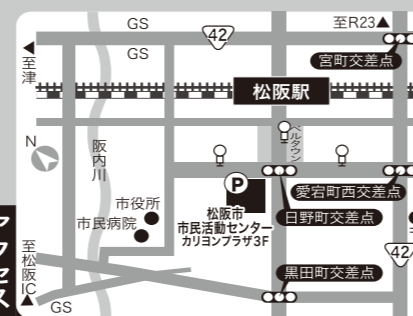 GS
GS
42
至R23▲
◀至津
宮町交差点
松阪駅
N
阪内川
ベルタウン
P
愛宕町西交差点
市役所
市民病院
松阪市
市民活動センター
カリヨンプラザ3F
日野町交差点
アクセス
至松阪IC▶
42
黒田町交差点
GS